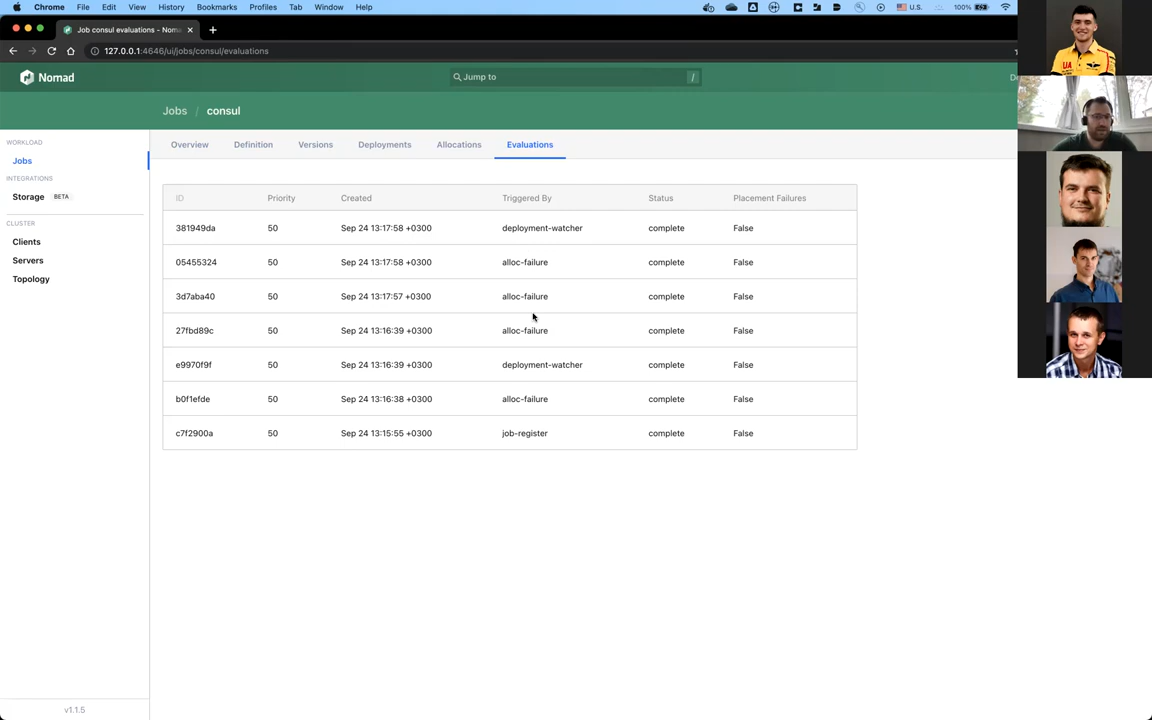 Chrome File Edit View History Bookmarks Profiles Tab Window Help U.S. 100%
Job consul evaluations - Noma
127.0.0.1:4646/ui/jobs/consul/evaluations
Nomad
Jump to /
Jobs / consul
WORKLOAD
Jobs
INTEGRATIONS
Storage BETA
CLUSTER
Clients
Servers
Topology
v1.1.5
Overview Definition Versions Deployments Allocations Evaluations
ID Priority Created Triggered By Status Placement Failures
381949da 50 Sep 24 13:17:58 +0300 deployment-watcher complete False
05455324 50 Sep 24 13:17:58 +0300 alloc-failure complete False
3d7aba40 50 Sep 24 13:17:57 +0300 alloc-failure complete False
27fbd89c 50 Sep 24 13:16:39 +0300 alloc-failure complete False
e9970f9f 50 Sep 24 13:16:39 +0300 deployment-watcher complete False
b0f1efde 50 Sep 24 13:16:38 +0300 alloc-failure complete False
c7f2900a 50 Sep 24 13:15:55 +0300 job-register complete False
UA